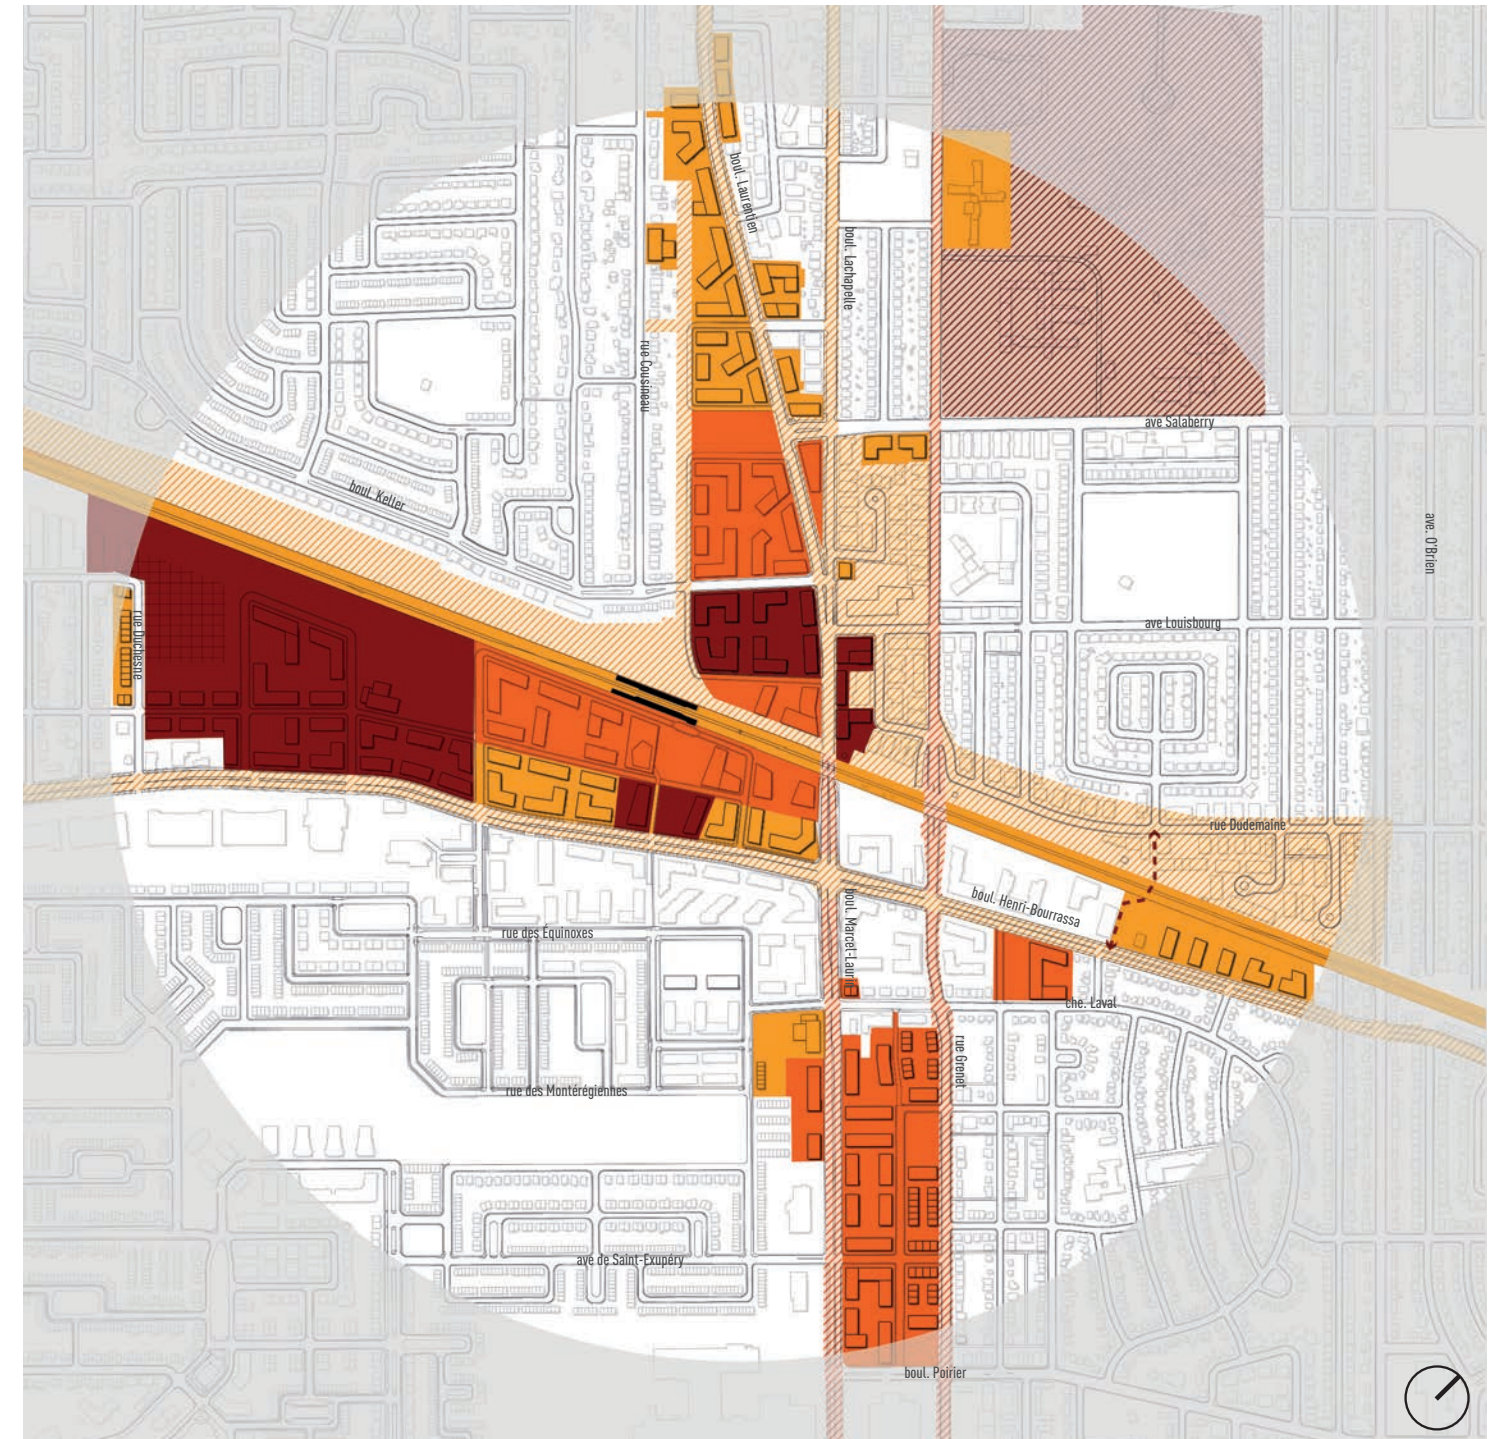 boul. Laurentien
boul. Lachapelle
rue Cousineau
ave Salaberry
boul. Keller
ave. O'Brien
rue Duchesne
ave Louisbourg
rue Dudemaine
boul. Henri-Bourrassa
boul. Marcel-Laurin
rue des Équinoxes
che. Laval
rue Grenet
rue des Montérégiennes
ave de Saint-Exupéry
boul. Poirier